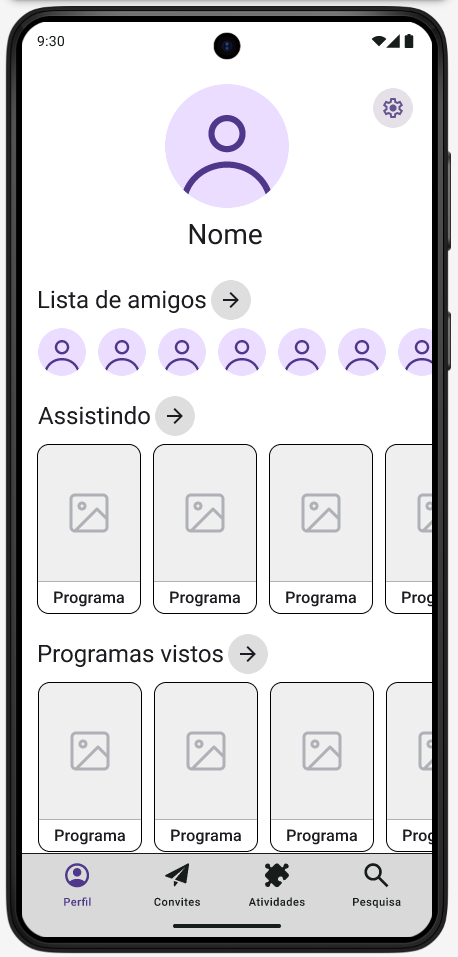 9:30
Nome
Lista de amigos
Assistindo
Programa Programa Programa Prog
Programas vistos
Programa Programa Programa Prog
Perfil Convites Atividades Pesquisa